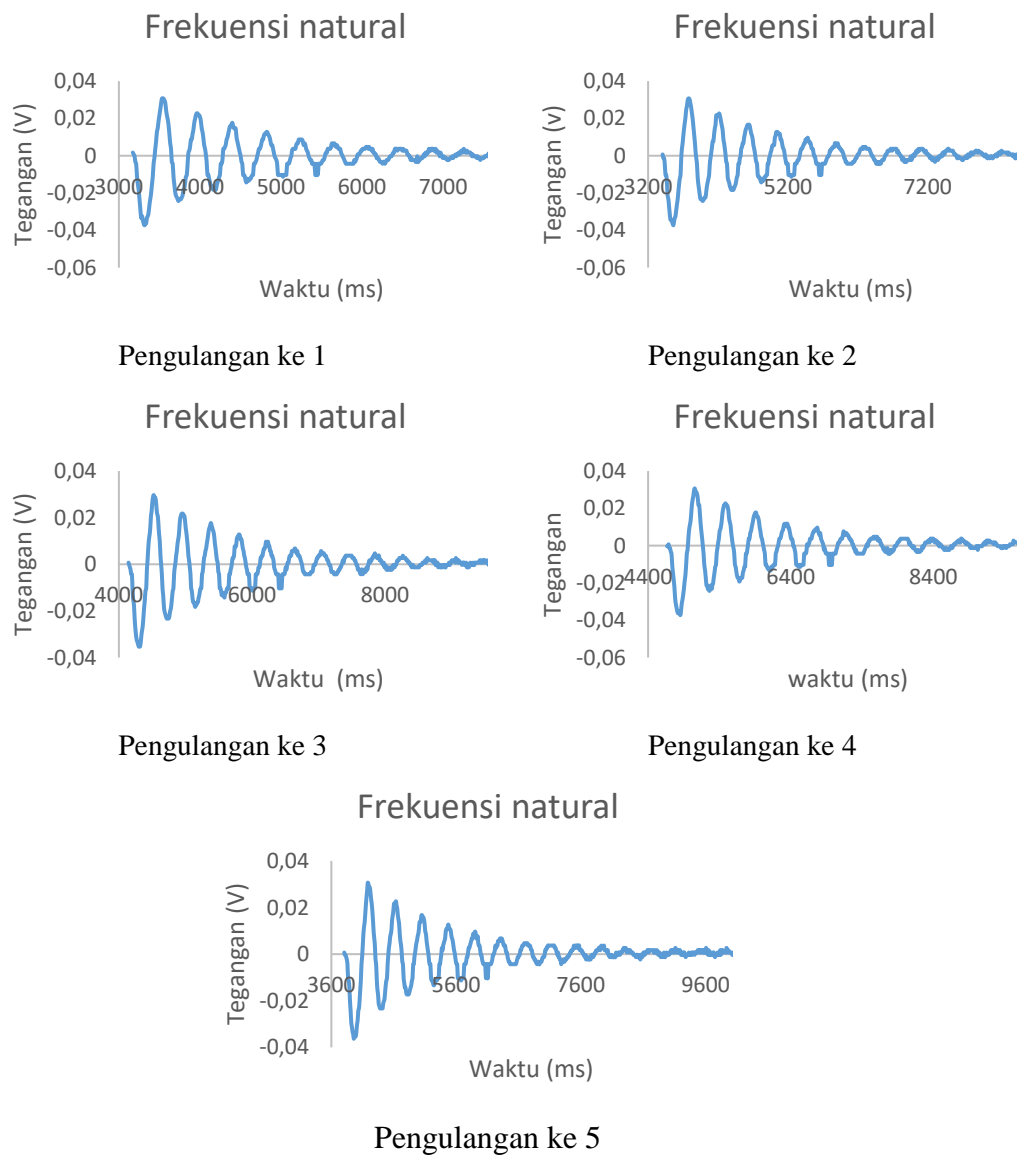 Frekuensi natural
0,04
0,02
0
-0,02
-0,04
-0,06
3000 4000 5000 6000 7000
Tegangan (V)
Waktu (ms)
Pengulangan ke 1
Frekuensi natural
0,04
0,02
0
-0,02
-0,04
-0,06
3200 5200 7200
Tegangan (v)
Waktu (ms)
Pengulangan ke 2
Frekuensi natural
0,04
0,02
0
-0,02
-0,04
4000 6000 8000
Tegangan (V)
Waktu (ms)
Pengulangan ke 3
Frekuensi natural
0,04
0,02
0
-0,02
-0,04
-0,06
4400 6400 8400
Tegangan
waktu (ms)
Pengulangan ke 4
Frekuensi natural
0,04
0,02
0
-0,02
-0,04
3600 5600 7600 9600
Tegangan (V)
Waktu (ms)
Pengulangan ke 5